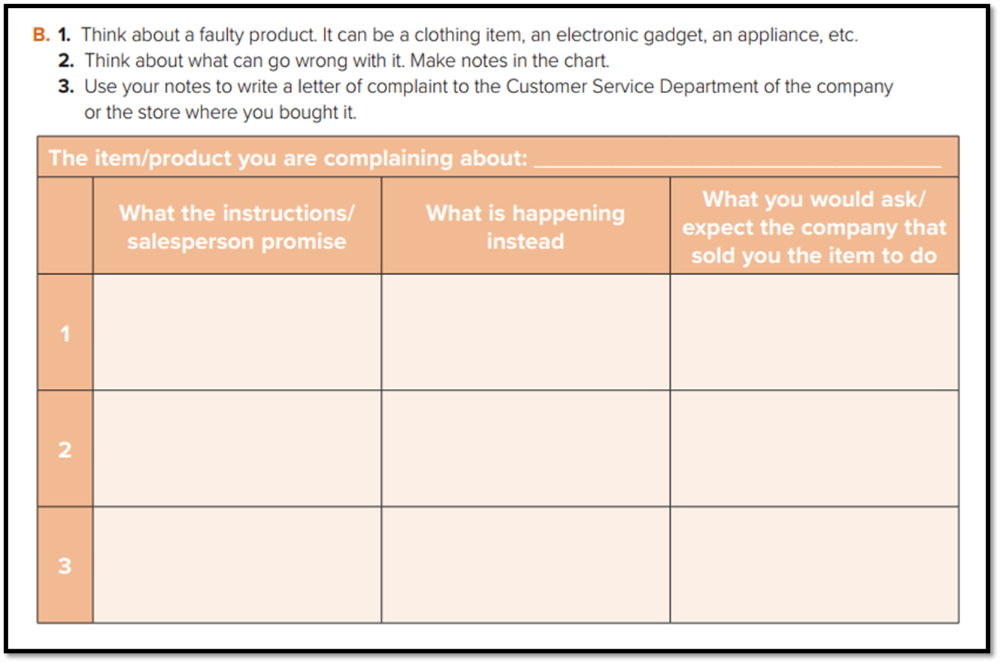 B. 1. Think about a faulty product. It can be a clothing item, an electronic gadget, an appliance, etc.
2. Think about what can go wrong with it. Make notes in the chart.
3. Use your notes to write a letter of complaint to the Customer Service Department of the company
or the store where you bought it.
The item/product you are complaining about: ____________________
What the instructions/
salesperson promise
What is happening
instead
What you would ask/
expect the company that
sold you the item to do
1
2
3